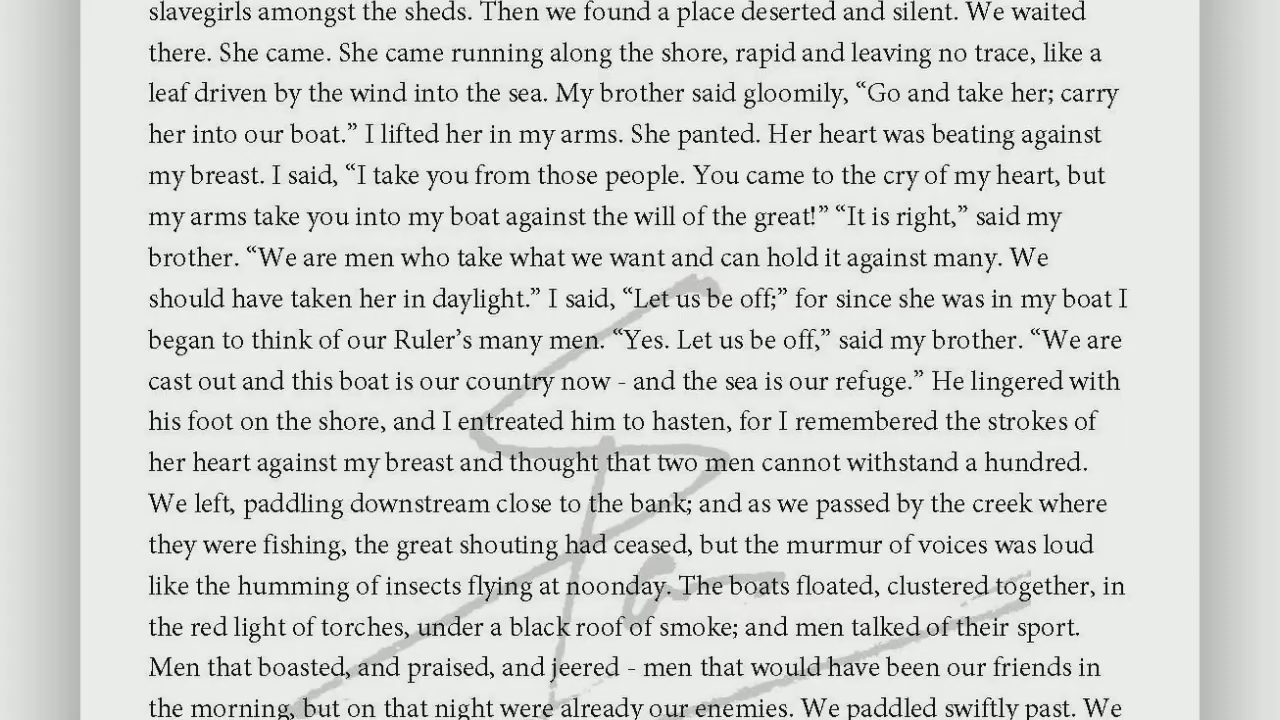 slavegirls amongst the sheds. Then we found a place deserted and silent. We waited
there. She came. She came running along the shore, rapid and leaving no trace, like a
leaf driven by the wind into the sea. My brother said gloomily, “Go and take her; carry
her into our boat.” I lifted her in my arms. She panted. Her heart was beating against
my breast. I said, “I take you from those people. You came to the cry of my heart, but
my arms take you into my boat against the will of the great!” “It is right,” said my
brother. “We are men who take what we want and can hold it against many. We
should have taken her in daylight.” I said, “Let us be off;” for since she was in my boat I
began to think of our Ruler’s many men. “Yes. Let us be off,” said my brother. “We are
cast out and this boat is our country now - and the sea is our refuge.” He lingered with
his foot on the shore, and I entreated him to hasten, for I remembered the strokes of
her heart against my breast and thought that two men cannot withstand a hundred.
We left, paddling downstream close to the bank; and as we passed by the creek where
they were fishing, the great shouting had ceased, but the murmur of voices was loud
like the humming of insects flying at noonday. The boats floated, clustered together, in
the red light of torches, under a black roof of smoke; and men talked of their sport.
Men that boasted, and praised, and jeered - men that would have been our friends in
the morning, but on that night were already our enemies. We paddled swiftly past. We